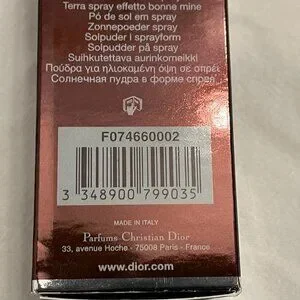 Terra spray effetto bonne mine
Pó de sol em spray
Zonnepoeder spray
Solpuder i sprayform
Solpudder på spray
Suihkutettava aurinkomeikki
Πούδρα για ηλιοκαμένη όψη σε σπρέι
Солнечная пудра в форме спрея
F074660002
3 348900 799035
MADE IN ITALY
Parfums Christian Dior
33, avenue Hoche - 75008 Paris - France
www.dior.com